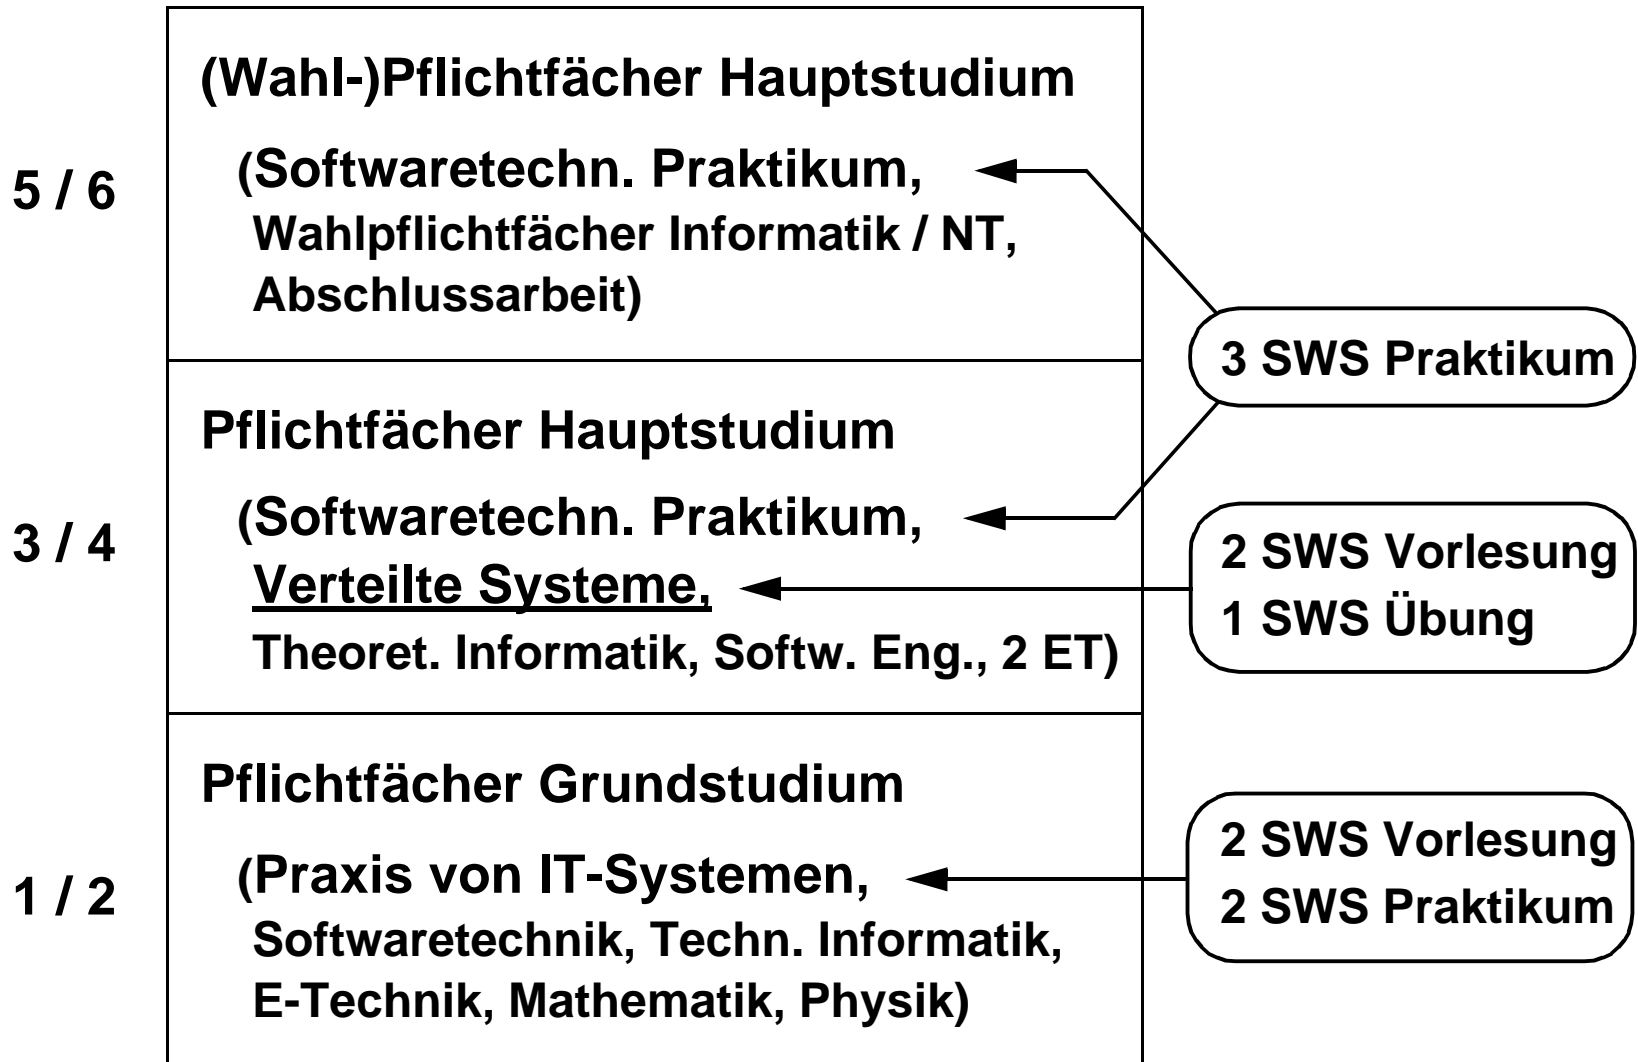 (Wahl-)Pflichtfächer Hauptstudium
5 / 6
(Softwaretechn. Praktikum,
Wahlpflichtfächer Informatik / NT,
Abschlussarbeit)
3 SWS Praktikum
Pflichtfächer Hauptstudium
3 / 4
(Softwaretechn. Praktikum,
Verteilte Systeme,
Theoret. Informatik, Softw. Eng., 2 ET)
2 SWS Vorlesung
1 SWS Übung
Pflichtfächer Grundstudium
1 / 2
(Praxis von IT-Systemen,
Softwaretechnik, Techn. Informatik,
E-Technik, Mathematik, Physik)
2 SWS Vorlesung
2 SWS Praktikum